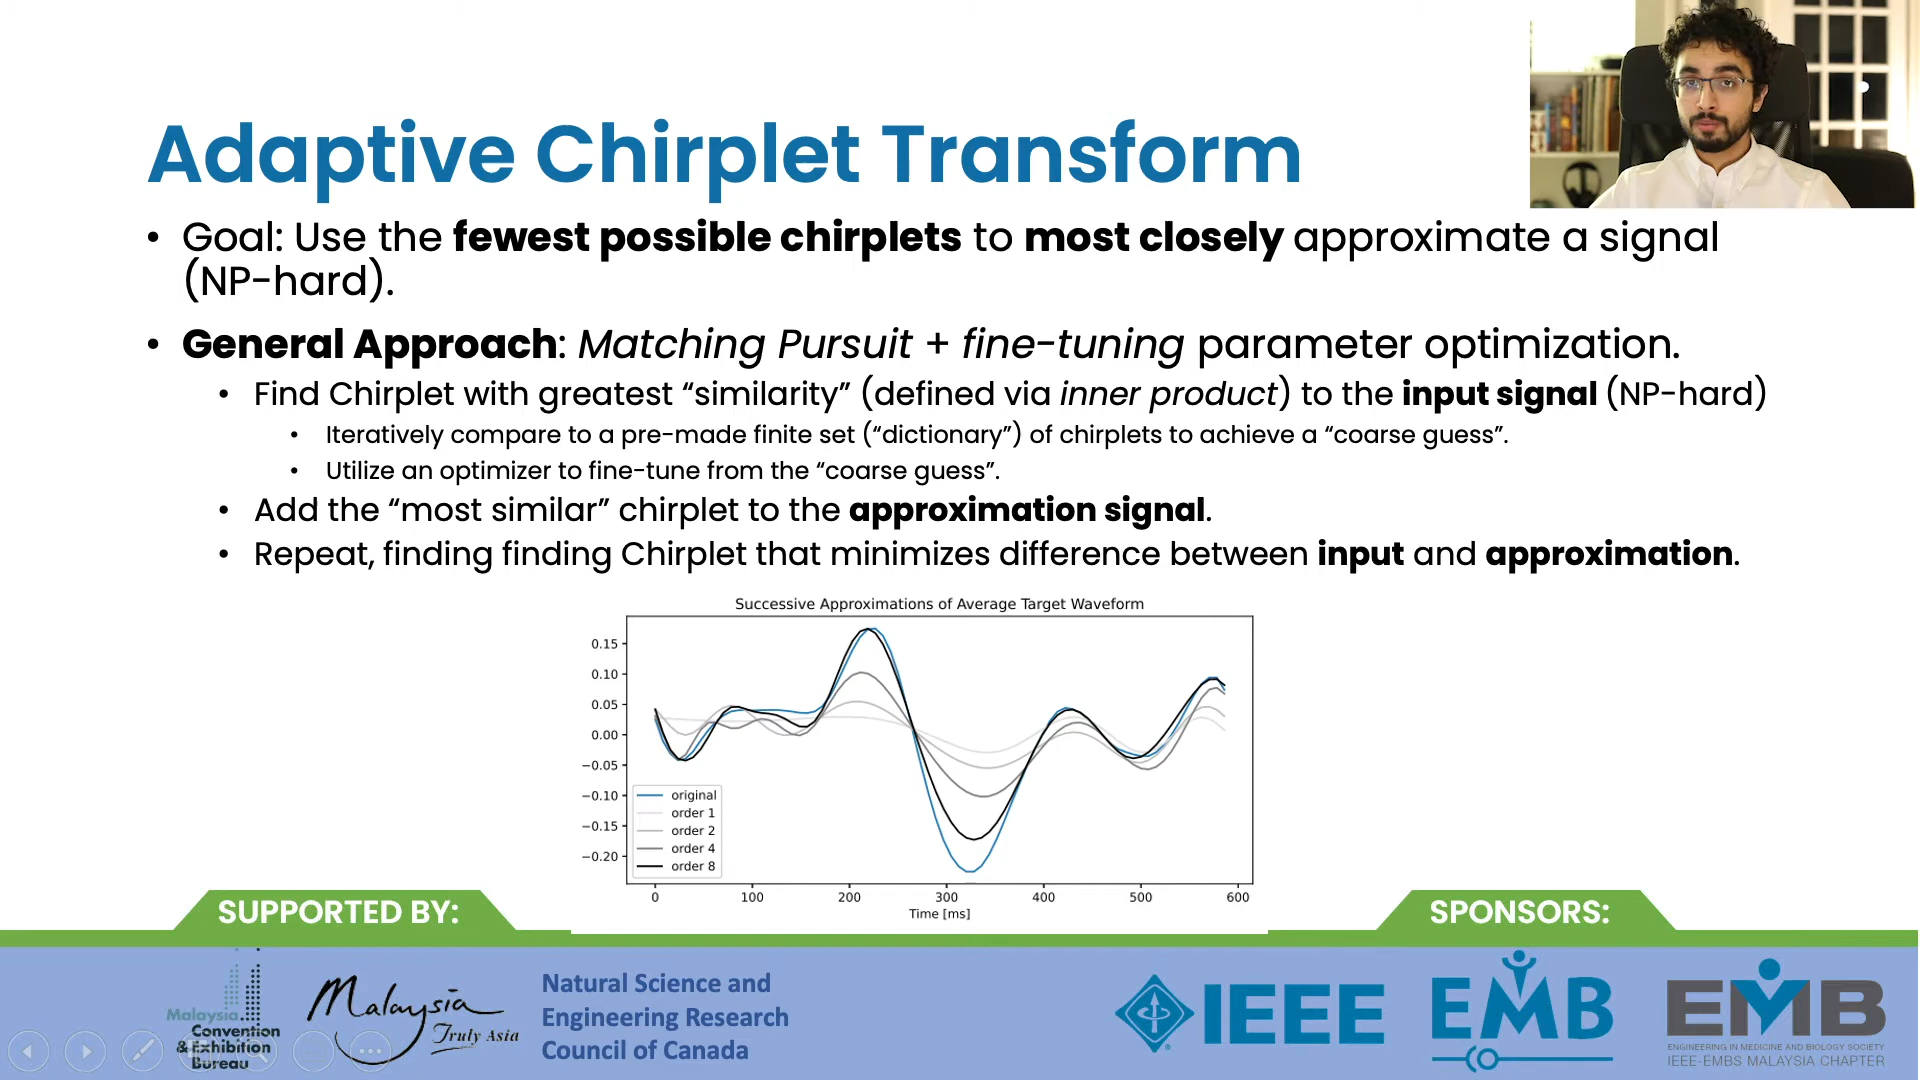 Adaptive Chirplet Transform
• Goal: Use the fewest possible chirplets to most closely approximate a signal
(NP-hard).
• General Approach: Matching Pursuit + fine-tuning parameter optimization.
• Find Chirplet with greatest “similarity” (defined via inner product) to the input signal (NP-hard)
• Iteratively compare to a pre-made finite set (“dictionary”) of chirplets to achieve a “coarse guess”.
• Utilize an optimizer to fine-tune from the “coarse guess”.
• Add the “most similar” chirplet to the approximation signal.
• Repeat, finding finding Chirplet that minimizes difference between input and approximation.
Successive Approximations of Average Target Waveform
0.15
0.10
0.05
0.00
−0.05
−0.10
−0.15
−0.20
original
order 1
order 2
order 4
order 8
0 100 200 300 400 500 600
Time [ms]
SUPPORTED BY:
SPONSORS:
Malaysia
Convention
& Exhibition
Bureau
Malaysia
Truly Asia
Natural Science and
Engineering Research
Council of Canada
IEEE
EMB
EMB
ENGINEERING IN MEDICINE AND BIOLOGY SOCIETY
IEEE-EMBS MALAYSIA CHAPTER